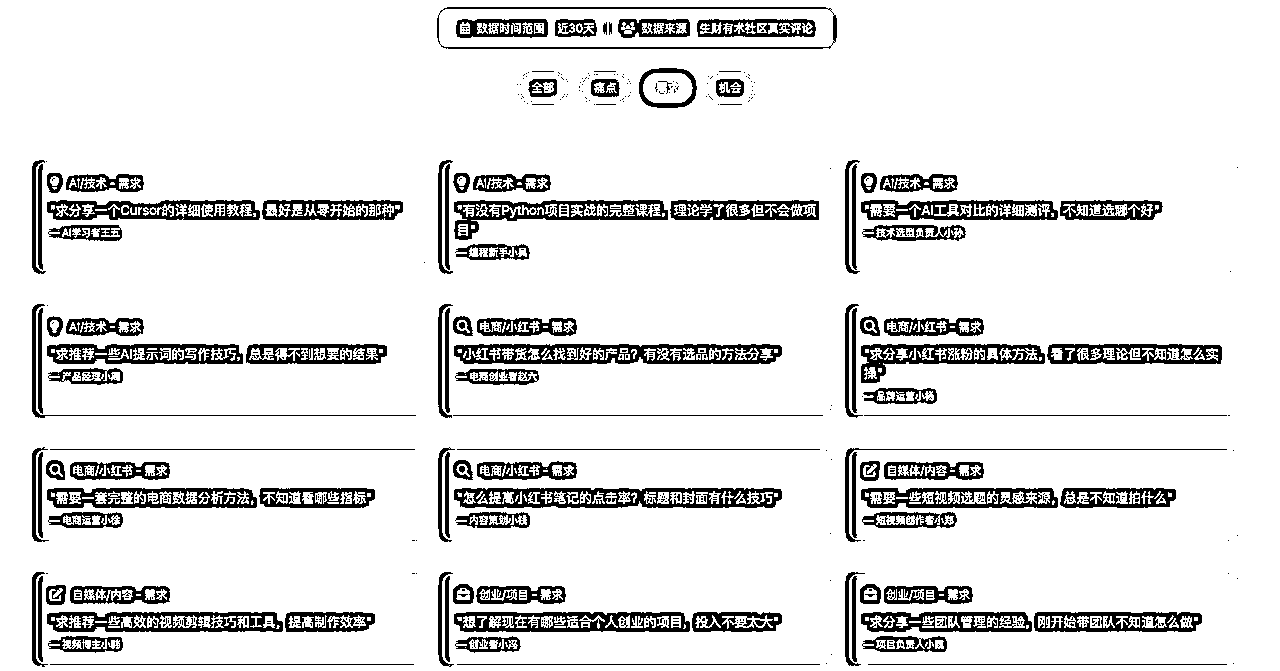 数据时间范围 近30天 数据来源 生财有术社区真实评论
全部 痛点 需求 机会
AI/技术 - 需求
"求分享一个Cursor的详细使用教程，最好是从零开始的那种"
— AI学习者王五
AI/技术 - 需求
"有没有Python项目实战的完整课程，理论学了很多但不会做项
目"
— 编程新手小吴
AI/技术 - 需求
"需要一个AI工具对比的详细测评，不知道选哪个好"
— 技术选型负责人小孙
AI/技术 - 需求
"求推荐一些AI提示词的写作技巧，总是得不到想要的结果"
— 产品经理小
电商/小红书 - 需求
"小红书带货怎么找到好的产品？有没有选品的方法分享"
— 电商创业者赵六
电商/小红书 - 需求
"求分享小红书涨粉的具体方法，看了很多理论但不知道怎么实
操"
— 品牌运营小杨
电商/小红书 - 需求
"需要一套完整的电商数据分析方法，不知道看哪些指标"
— 电商运营小徐
电商/小红书 - 需求
"怎么提高小红书笔记的点击率？标题和封面有什么技巧"
— 内容策划小钱
自媒体/内容 - 需求
"需要一些短视频选题的灵感来源，总是不知道拍什么"
— 短视频创作者小郑
自媒体/内容 - 需求
"求推荐一些高效的视频剪辑技巧和工具，提高制作效率"
— 视频博主小韩
创业/项目 - 需求
"想了解现在有哪些适合个人创业的项目，投入不要太大"
— 创业者小冯
创业/项目 - 需求
"求分享一些团队管理的经验，刚开始带团队不知道怎么做"
— 项目负责人小魏